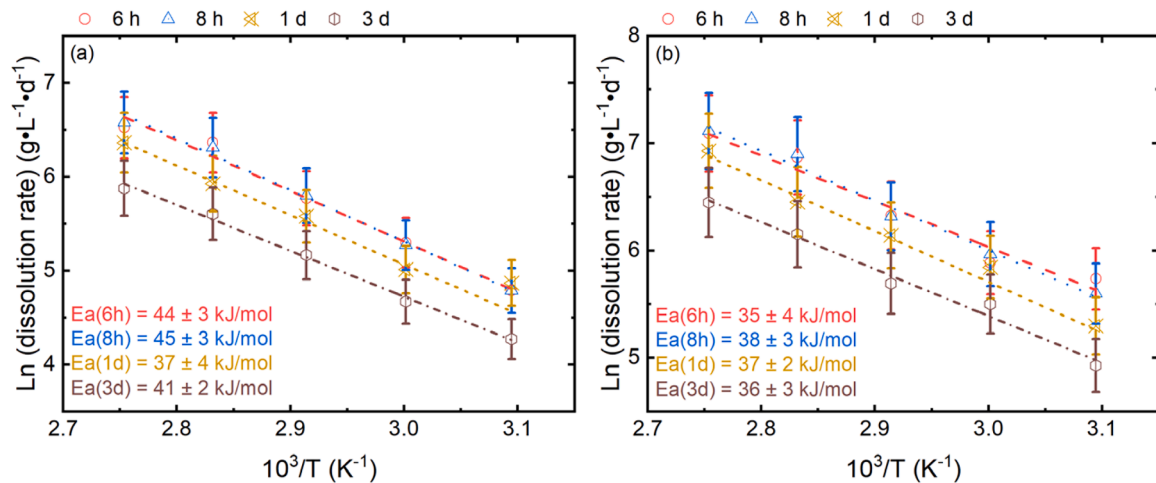 6 h 8 h 1 d 3 d
(a)
7
6
5
4
Ln (dissolution rate) (g•L⁻¹•d⁻¹)
Ea(6h) = 44 ± 3 kJ/mol
Ea(8h) = 45 ± 3 kJ/mol
Ea(1d) = 37 ± 4 kJ/mol
Ea(3d) = 41 ± 2 kJ/mol
2.7 2.8 2.9 3.0 3.1
10³/T (K⁻¹)
6 h 8 h 1 d 3 d
(b)
8
7
6
5
Ln (dissolution rate) (g•L⁻¹•d⁻¹)
Ea(6h) = 35 ± 4 kJ/mol
Ea(8h) = 38 ± 3 kJ/mol
Ea(1d) = 37 ± 2 kJ/mol
Ea(3d) = 36 ± 3 kJ/mol
2.7 2.8 2.9 3.0 3.1
10³/T (K⁻¹)